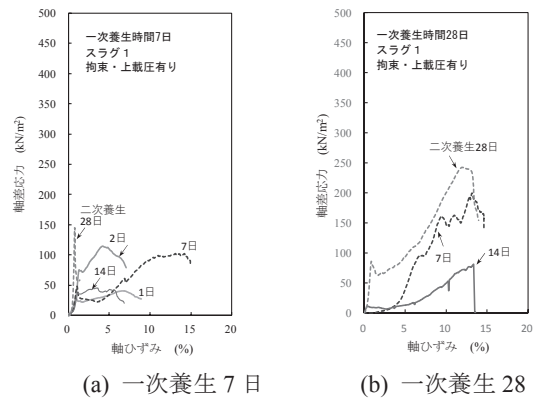 500
450
400
350
300
250
200
150
100
50
0
軸差応力 (kN/m²)
一次養生時間7日
スラグ1
拘束・上載圧有り
二次養生
28日
2日
7日
14日
1日
0 5 10 15 20
軸ひずみ (%)
(a) 一次養生 7 日
500
450
400
350
300
250
200
150
100
50
0
軸差応力 (kN/m²)
一次養生時間28日
スラグ1
拘束・上載圧有り
二次養生28日
7日
14日
0 5 10 15 20
軸ひずみ (%)
(b) 一次養生 28